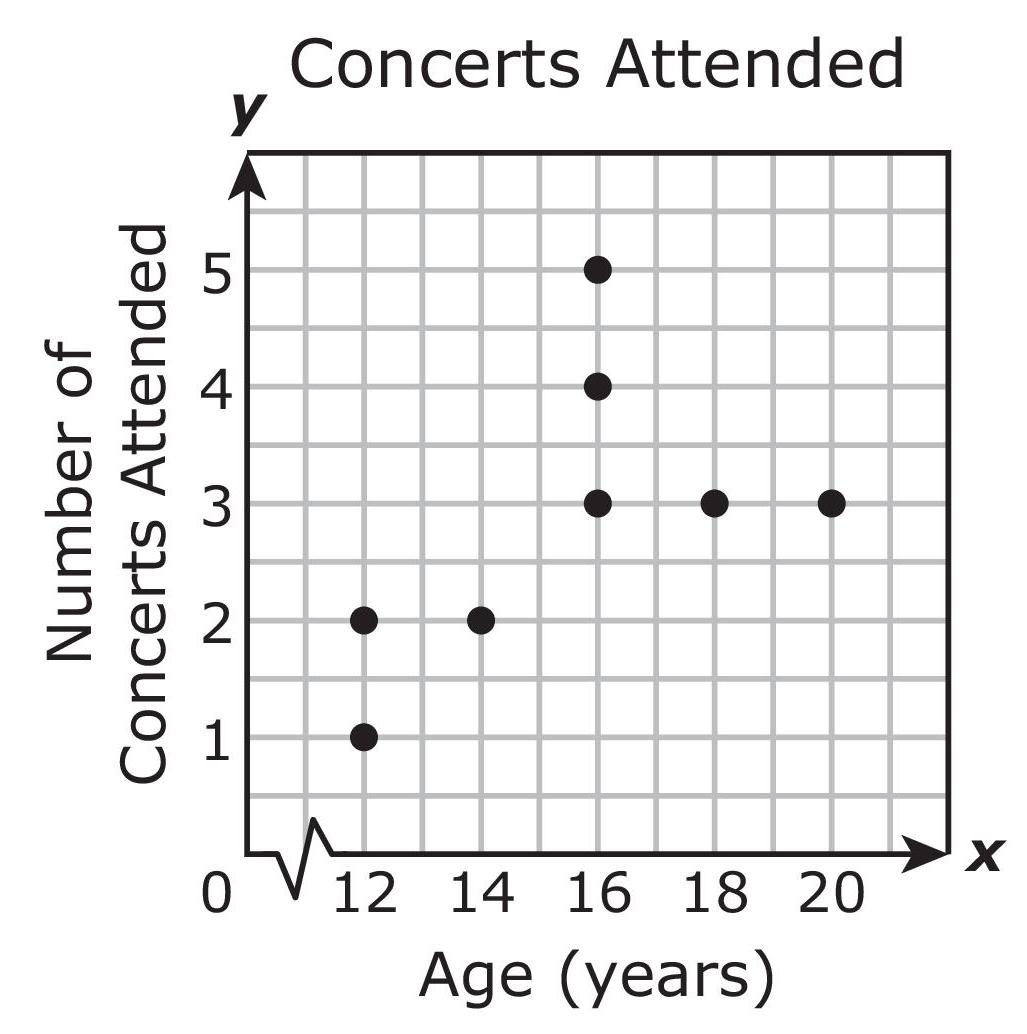 Concerts Attended
y
Number of
Concerts Attended
5
4
3
2
1
0 12 14 16 18 20
x
Age (years)